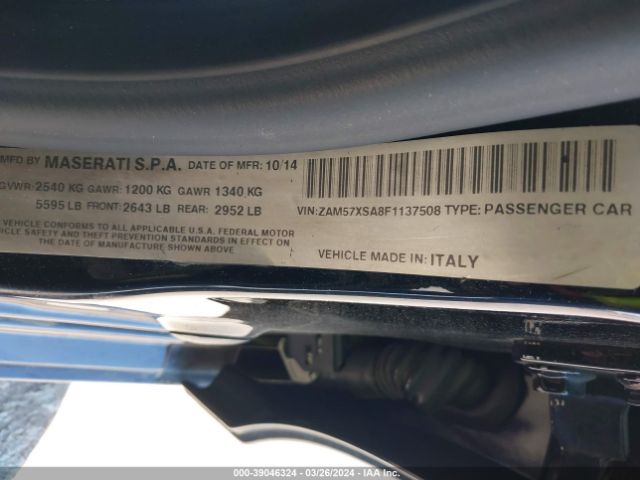 MFD BY MASERATI S.P.A. DATE OF MFR: 10/14
GVWR: 2540 KG GAWR: 1200 KG GAWR 1340 KG
5595 LB FRONT: 2643 LB REAR: 2952 LB
VEHICLE CONFORMS TO ALL APPLICABLE U.S.A. FEDERAL MOTOR
VEHICLE SAFETY AND THEFT PREVENTION STANDARDS IN EFFECT ON
THE DATE OF MANUFACTURE SHOWN ABOVE
VIN: ZAM57XSA8F1137508 TYPE: PASSENGER CAR
VEHICLE MADE IN: ITALY
000-39046324 | 03/26/2024 | IAAI.COM